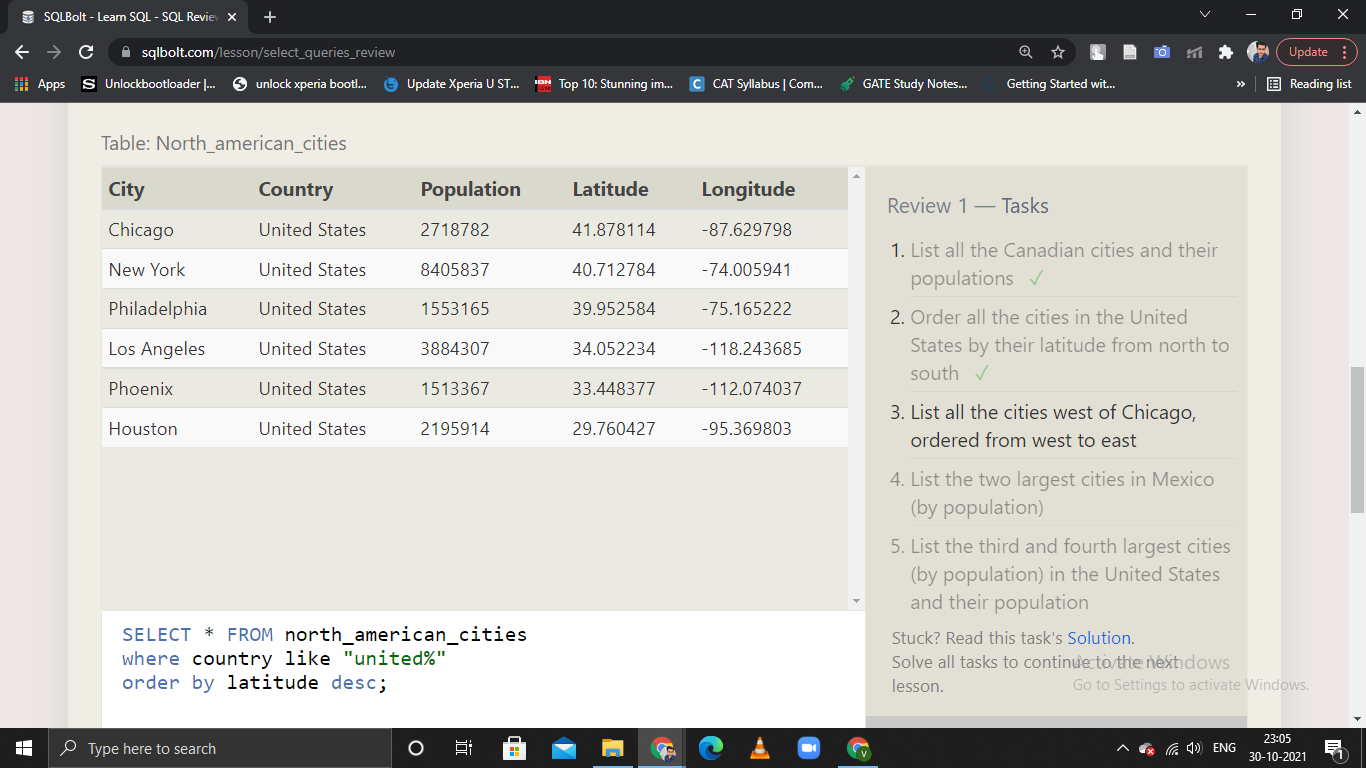 SQLBolt - Learn SQL - SQL Review
sqlbolt.com/lesson/select_queries_review
Update
Apps
Unlockbootloader |...
unlock xperia bootl...
Update Xperia U ST...
Top 10: Stunning im...
CAT Syllabus | Com...
GATE Study Notes...
Getting Started wit...
»
Reading list
Table: North_american_cities
City Country Population Latitude Longitude
Chicago United States 2718782 41.878114 -87.629798
New York United States 8405837 40.712784 -74.005941
Philadelphia United States 1553165 39.952584 -75.165222
Los Angeles United States 3884307 34.052234 -118.243685
Phoenix United States 1513367 33.448377 -112.074037
Houston United States 2195914 29.760427 -95.369803
SELECT * FROM north_american_cities
where country like "united%"
order by latitude desc;
Review 1 — Tasks
1. List all the Canadian cities and their
populations ✓
2. Order all the cities in the United
States by their latitude from north to
south ✓
3. List all the cities west of Chicago,
ordered from west to east
4. List the two largest cities in Mexico
(by population)
5. List the third and fourth largest cities
(by population) in the United States
and their population
Stuck? Read this task's Solution.
Solve all tasks to continue to the next
lesson.
Activate Windows
Go to Settings to activate Windows.
Type here to search
ENG
23:05
30-10-2021
1